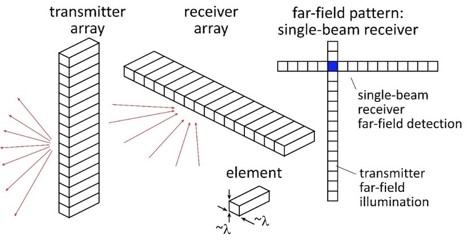 transmitter
array
receiver
array
far-field pattern:
single-beam receiver
single-beam
receiver
far-field detection
transmitter
far-field
illumination
element
~λ
~λ